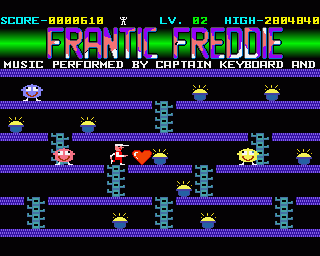 SCORE-0000610 LV. 02 HIGH-2004040
FRANTIC FREDDIE
MUSIC PERFORMED BY CAPTAIN KEYBOARD AND